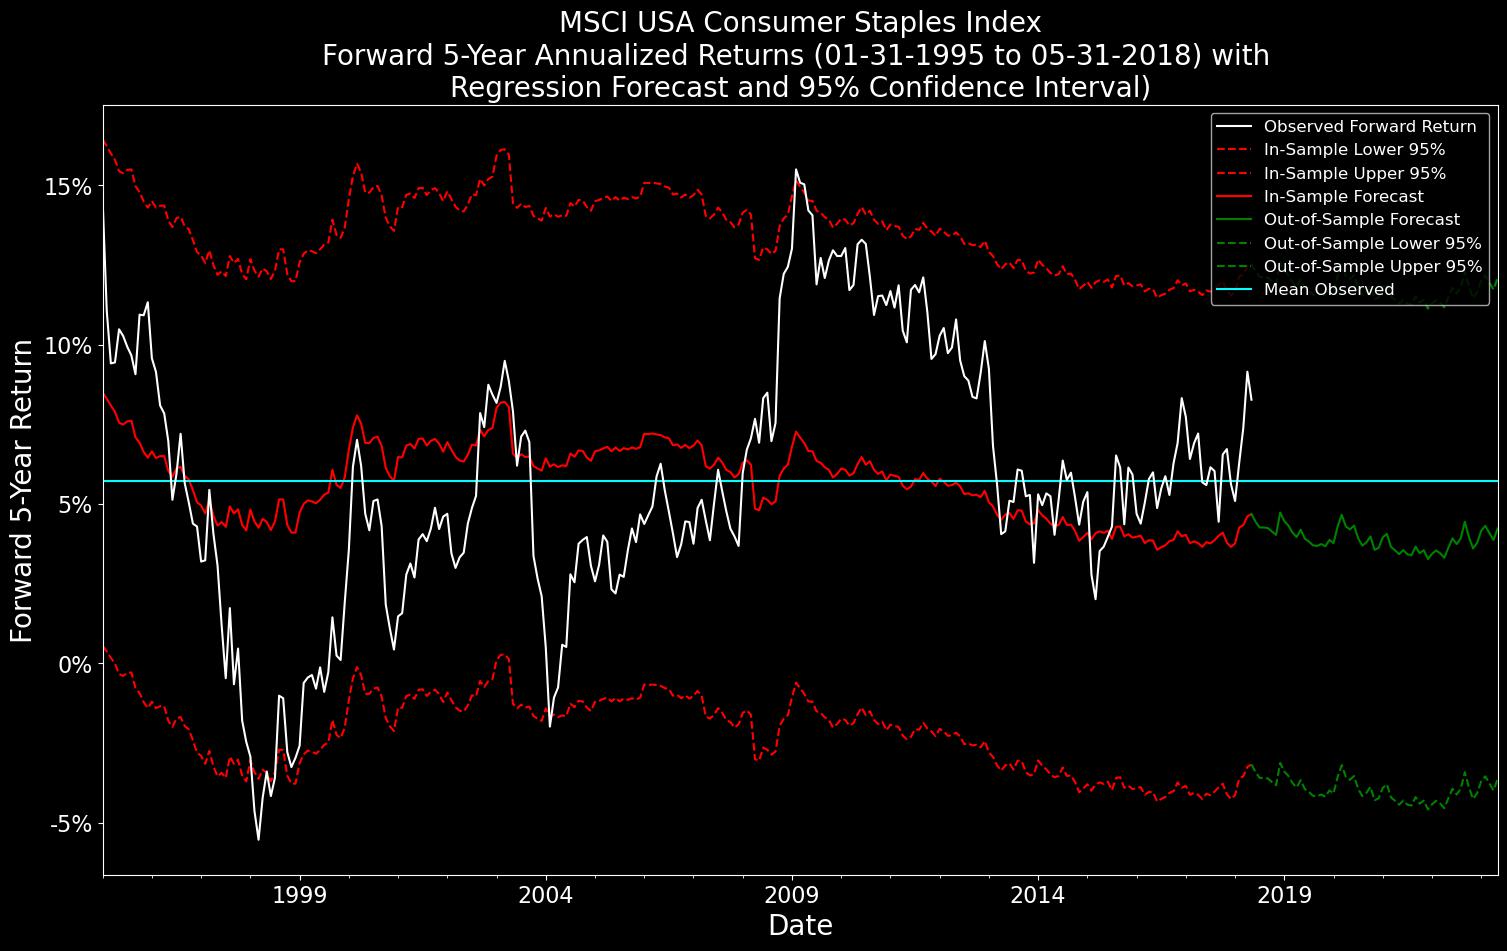 MSCI USA Consumer Staples Index
Forward 5-Year Annualized Returns (01-31-1995 to 05-31-2018) with
Regression Forecast and 95% Confidence Interval)
Observed Forward Return
In-Sample Lower 95%
In-Sample Upper 95%
In-Sample Forecast
Out-of-Sample Forecast
Out-of-Sample Lower 95%
Out-of-Sample Upper 95%
Mean Observed
Forward 5-Year Return
15%
10%
5%
0%
-5%
1999
2004
2009
2014
2019
Date